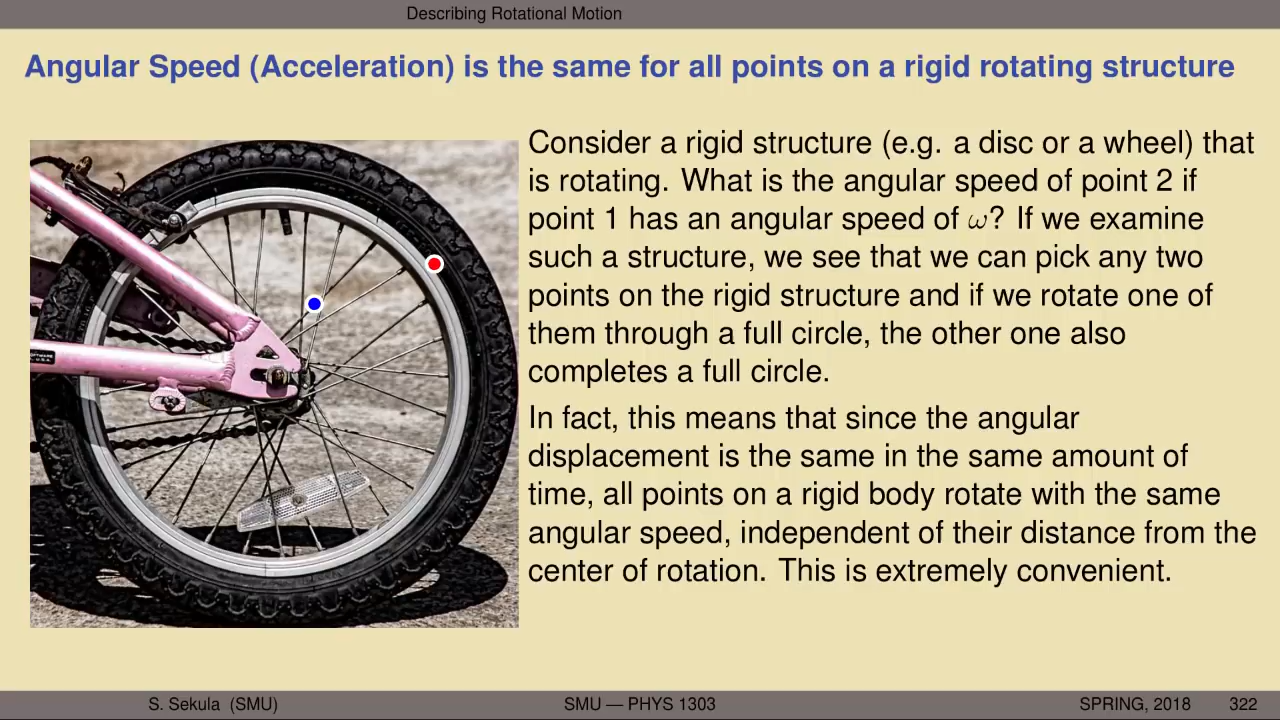 Describing Rotational Motion
Angular Speed (Acceleration) is the same for all points on a rigid rotating structure
Consider a rigid structure (e.g. a disc or a wheel) that
is rotating. What is the angular speed of point 2 if
point 1 has an angular speed of ω? If we examine
such a structure, we see that we can pick any two
points on the rigid structure and if we rotate one of
them through a full circle, the other one also
completes a full circle.
In fact, this means that since the angular
displacement is the same in the same amount of
time, all points on a rigid body rotate with the same
angular speed, independent of their distance from the
center of rotation. This is extremely convenient.
S. Sekula (SMU) SMU — PHYS 1303 SPRING, 2018 322